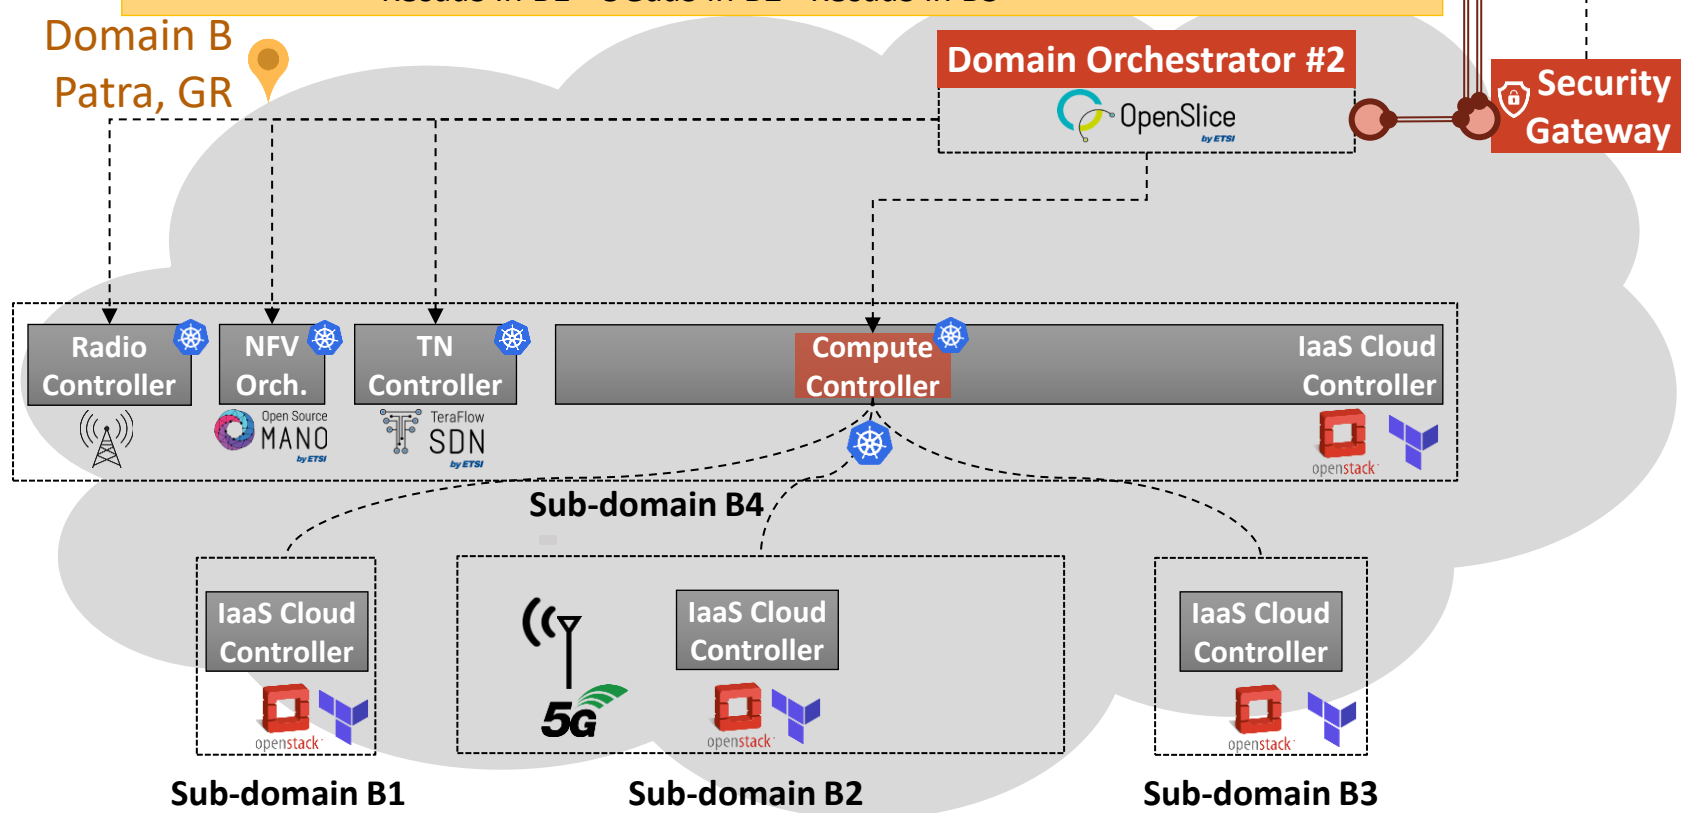 Domain B
Patra, GR
Domain Orchestrator #2
OpenSlice
by ETSI
Security
Gateway
Radio
Controller
NFV
Orch.
Open Source
MANO
by ETSI
TN
Controller
TeraFlow
SDN
by ETSI
Compute
Controller
IaaS Cloud
Controller
openstack
Sub-domain B4
IaaS Cloud
Controller
openstack
Sub-domain B1
5G
IaaS Cloud
Controller
openstack
Sub-domain B2
IaaS Cloud
Controller
openstack
Sub-domain B3